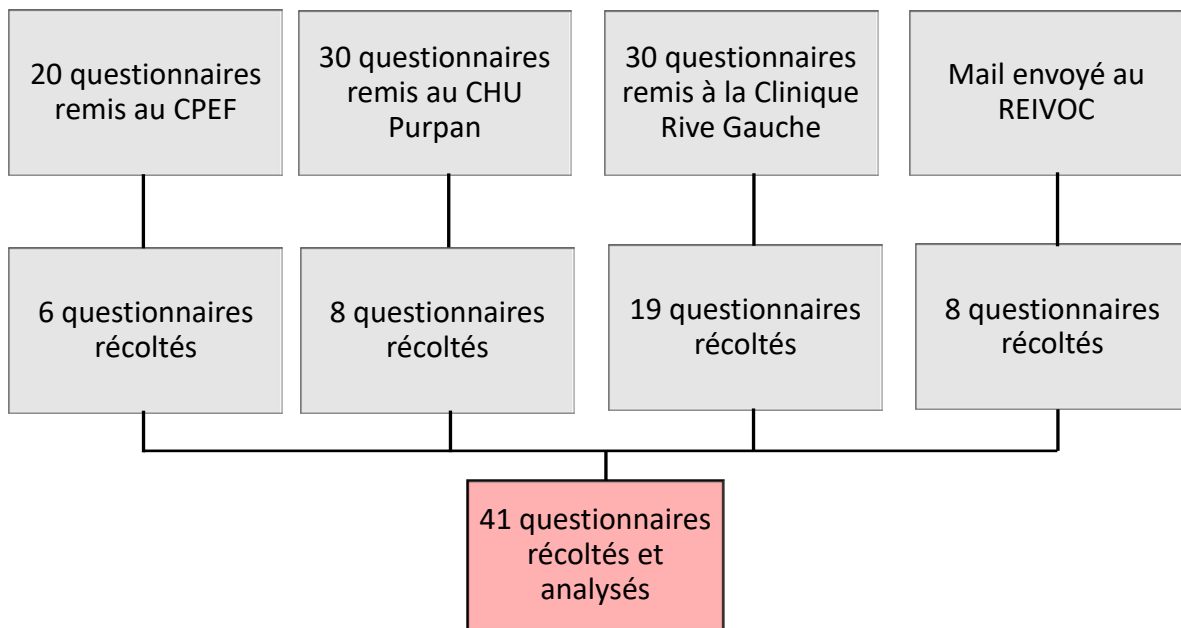 20 questionnaires
remis au CPEF
30 questionnaires
remis au CHU
Purpan
30 questionnaires
remis à la Clinique
Rive Gauche
Mail envoyé au
REIVOC
6 questionnaires
récoltés
8 questionnaires
récoltés
19 questionnaires
récoltés
8 questionnaires
récoltés
41 questionnaires
récoltés et
analysés